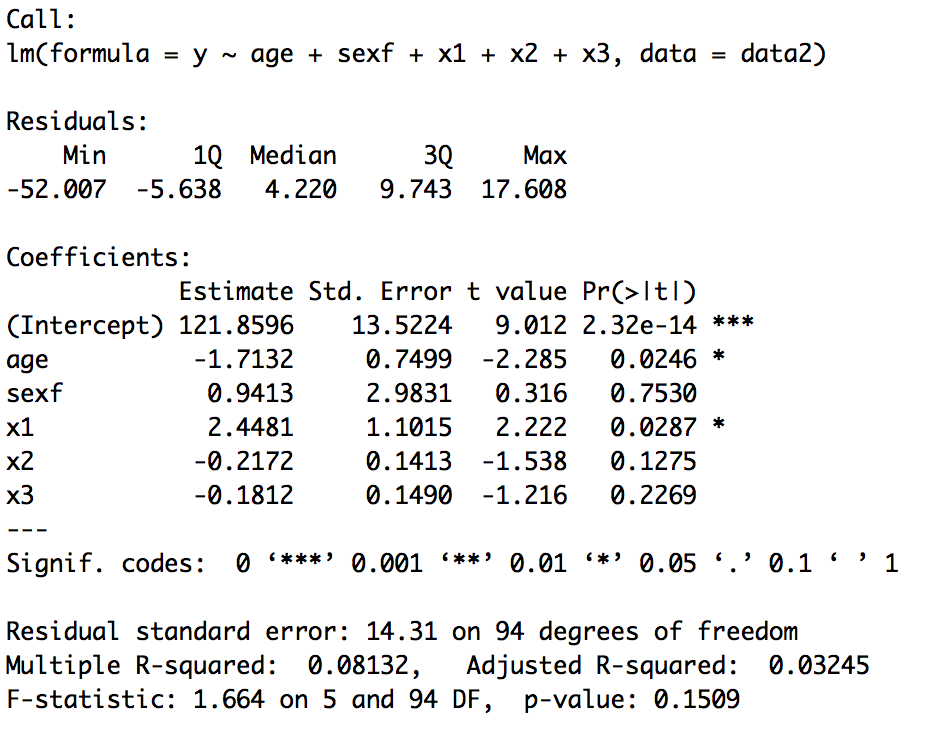 Call:
lm(formula = y ~ age + sexf + x1 + x2 + x3, data = data2)
Residuals:
    Min      1Q  Median      3Q     Max
-52.007  -5.638   4.220   9.743  17.608
Coefficients:
            Estimate Std. Error t value Pr(>|t|)
(Intercept) 121.8596    13.5224   9.012 2.32e-14 ***
age          -1.7132     0.7499  -2.285   0.0246 *
sexf          0.9413     2.9831   0.316   0.7530
x1            2.4481     1.1015   2.222   0.0287 *
x2           -0.2172     0.1413  -1.538   0.1275
x3           -0.1812     0.1490  -1.216   0.2269
---
Signif. codes:  0 ‘***’ 0.001 ‘**’ 0.01 ‘*’ 0.05 ‘.’ 0.1 ‘ ’ 1
Residual standard error: 14.31 on 94 degrees of freedom
Multiple R-squared:  0.08132,   Adjusted R-squared:  0.03245
F-statistic: 1.664 on 5 and 94 DF,  p-value: 0.1509